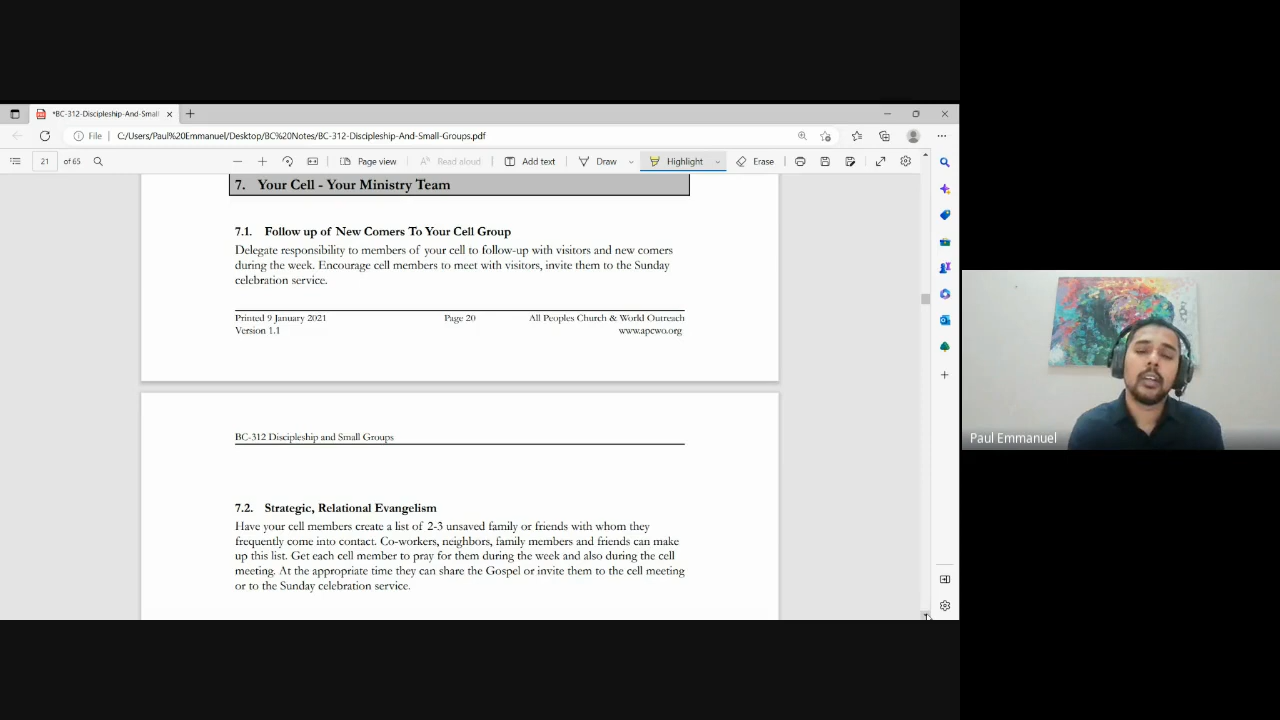 *BC-312-Discipleship-And-Small
File
C:/Users/Paul%20Emmanuel/Desktop/BC%20Notes/BC-312-Discipleship-And-Small-Groups.pdf
21 of 65
Page view
Read aloud
Add text
Draw
Highlight
Erase
7. Your Cell - Your Ministry Team
7.1. Follow up of New Comers To Your Cell Group
Delegate responsibility to members of your cell to follow-up with visitors and new comers
during the week. Encourage cell members to meet with visitors, invite them to the Sunday
celebration service.
Printed 9 January 2021 Page 20 All Peoples Church & World Outreach
Version 1.1 www.apcwo.org
BC-312 Discipleship and Small Groups
7.2. Strategic, Relational Evangelism
Have your cell members create a list of 2-3 unsaved family or friends with whom they
frequently come into contact. Co-workers, neighbors, family members and friends can make
up this list. Get each cell member to pray for them during the week and also during the cell
meeting. At the appropriate time they can share the Gospel or invite them to the cell meeting
or to the Sunday celebration service.
Paul Emmanuel